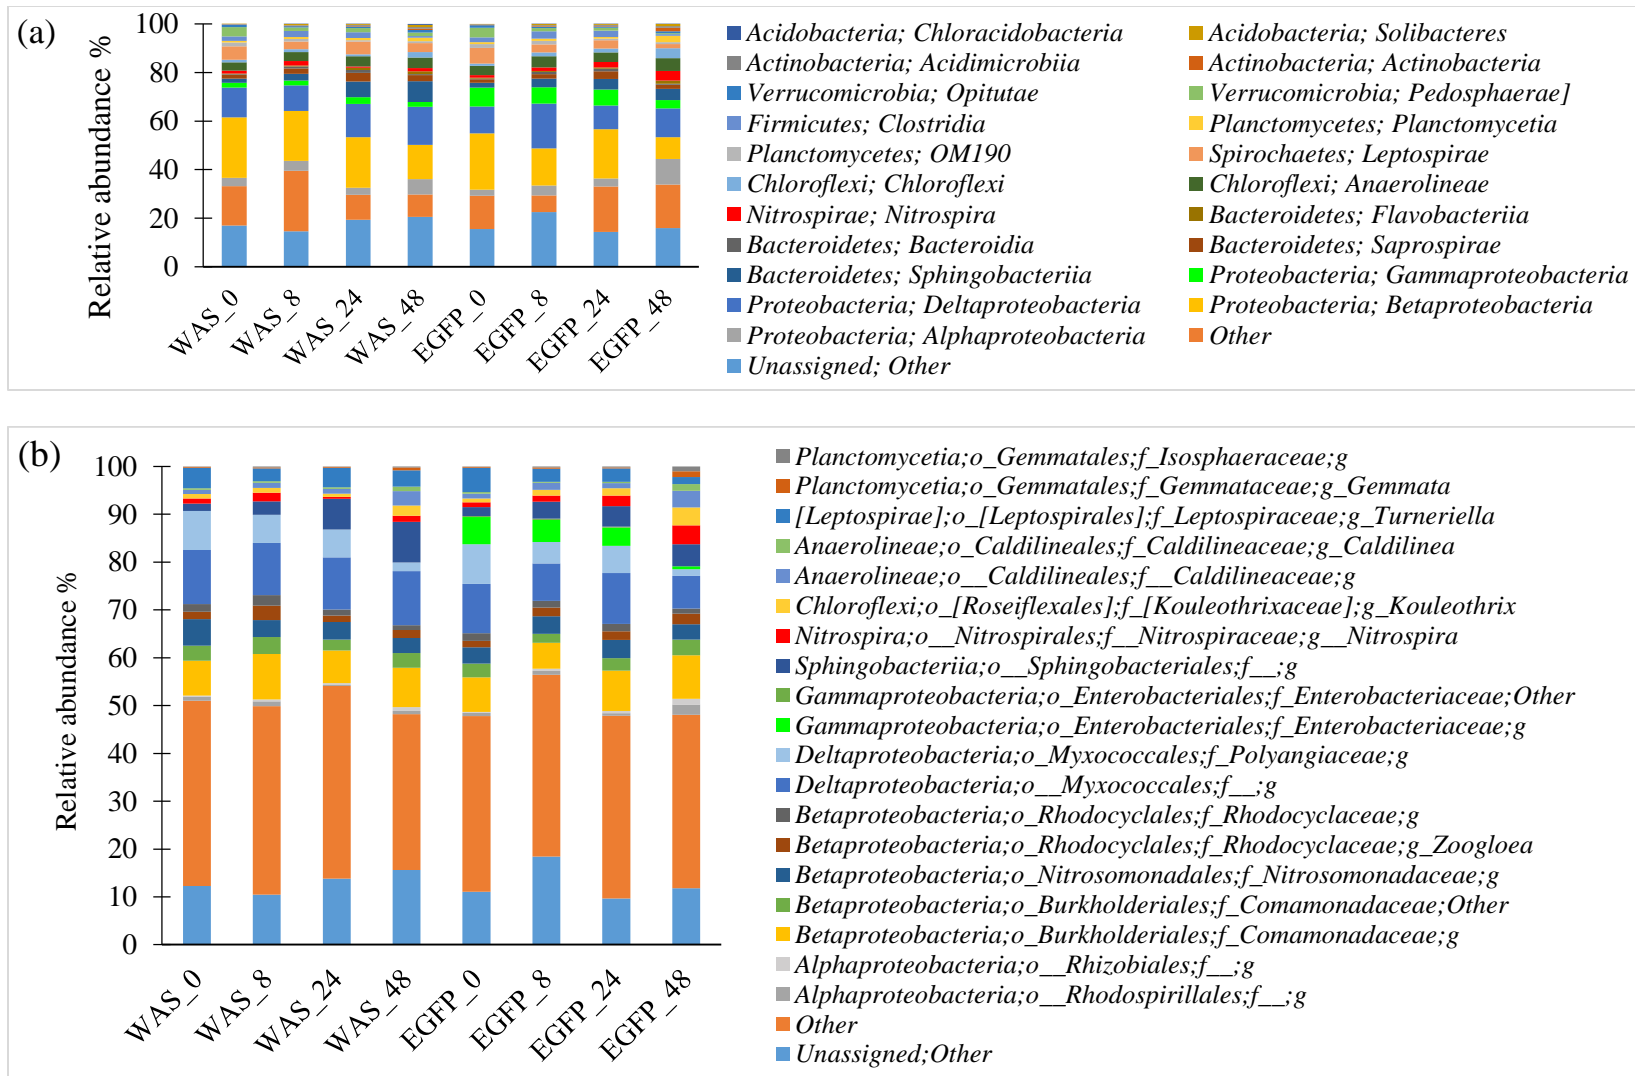 (a)
Relative abundance %
100
80
60
40
20
0
WAS_0
WAS_8
WAS_24
WAS_48
EGFP_0
EGFP_8
EGFP_24
EGFP_48
Acidobacteria; Chloracidobacteria
Acidobacteria; Solibacteres
Actinobacteria; Acidimicrobiia
Actinobacteria; Actinobacteria
Verrucomicrobia; Opitutae
Verrucomicrobia; Pedosphaerae]
Firmicutes; Clostridia
Planctomycetes; Planctomycetia
Planctomycetes; OM190
Spirochaetes; Leptospirae
Chloroflexi; Chloroflexi
Chloroflexi; Anaerolineae
Nitrospirae; Nitrospira
Bacteroidetes; Flavobacteriia
Bacteroidetes; Bacteroidia
Bacteroidetes; Saprospirae
Bacteroidetes; Sphingobacteriia
Proteobacteria; Gammaproteobacteria
Proteobacteria; Deltaproteobacteria
Proteobacteria; Betaproteobacteria
Proteobacteria; Alphaproteobacteria
Other
Unassigned; Other
(b)
Relative abundance %
100
90
80
70
60
50
40
30
20
10
0
WAS_0
WAS_8
WAS_24
WAS_48
EGFP_0
EGFP_8
EGFP_24
EGFP_48
Planctomycetia;o_Gemmatales;f_Isosphaeraceae;g
Planctomycetia;o_Gemmatales;f_Gemmataceae;g_Gemmata
[Leptospirae];o_[Leptospirales];f_Leptospiraceae;g_Turneriella
Anaerolineae;o_Caldilineales;f_Caldilineaceae;g_Caldilinea
Anaerolineae;o__Caldilineales;f__Caldilineaceae;g
Chloroflexi;o_[Roseiflexales];f_[Kouleothrixaceae];g_Kouleothrix
Nitrospira;o__Nitrospirales;f__Nitrospiraceae;g__Nitrospira
Sphingobacteriia;o__Sphingobacteriales;f__;g
Gammaproteobacteria;o_Enterobacteriales;f_Enterobacteriaceae;Other
Gammaproteobacteria;o_Enterobacteriales;f_Enterobacteriaceae;g
Deltaproteobacteria;o_Myxococcales;f_Polyangiaceae;g
Deltaproteobacteria;o__Myxococcales;f__;g
Betaproteobacteria;o_Rhodocyclales;f_Rhodocyclaceae;g
Betaproteobacteria;o_Rhodocyclales;f_Rhodocyclaceae;g_Zoogloea
Betaproteobacteria;o_Nitrosomonadales;f_Nitrosomonadaceae;g
Betaproteobacteria;o_Burkholderiales;f_Comamonadaceae;Other
Betaproteobacteria;o_Burkholderiales;f_Comamonadaceae;g
Alphaproteobacteria;o__Rhizobiales;f__;g
Alphaproteobacteria;o__Rhodospirillales;f__;g
Other
Unassigned;Other